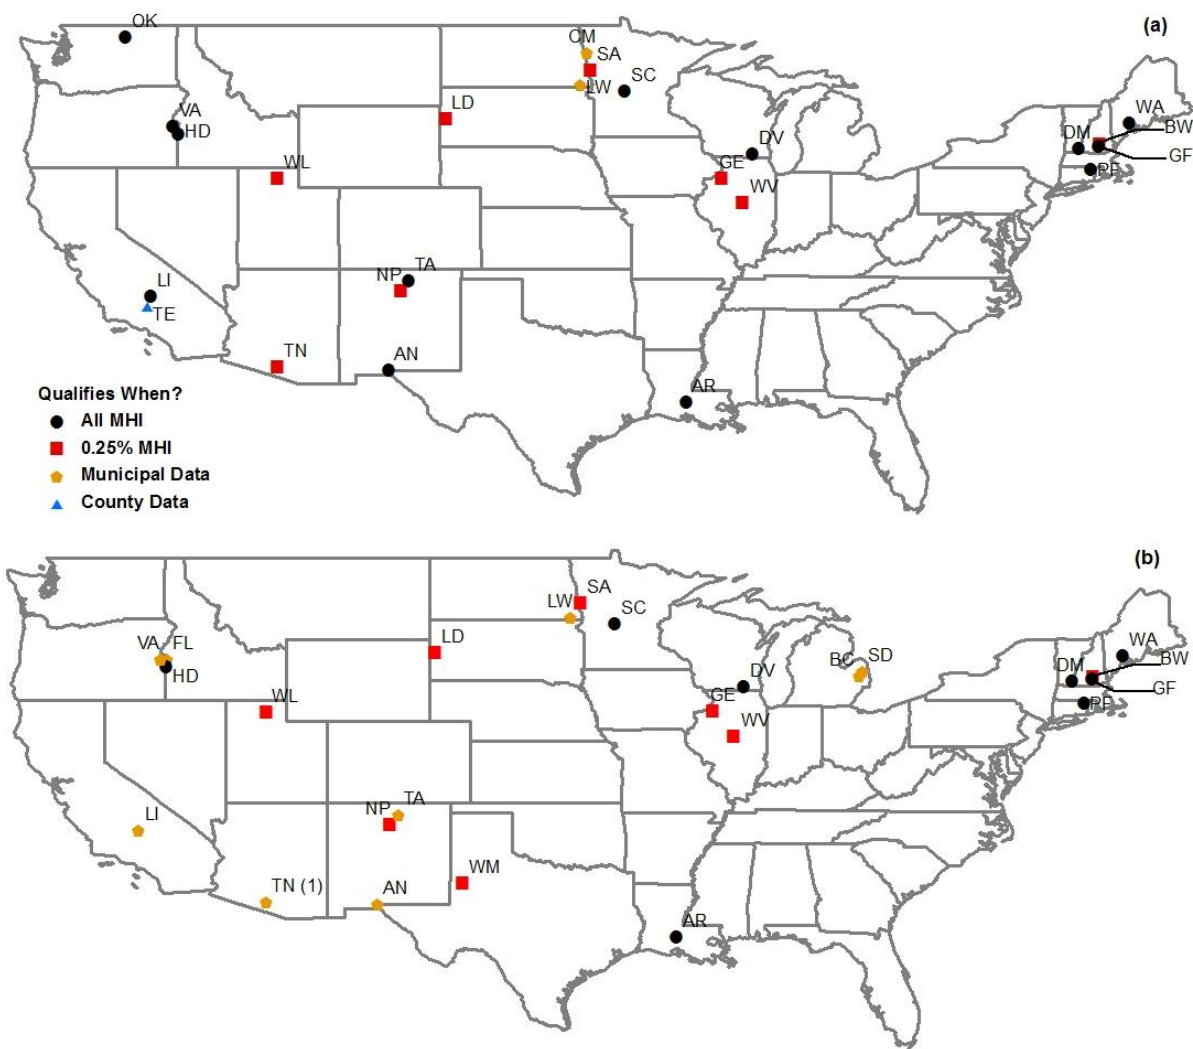 OK
(a)
CM
SA
SC
LW
LD
VA
HD
DV
WA
BW
DM
GF
PF
GE
WL
WV
TA
NP
LI
TE
TN
AN
AR
Qualifies When?
All MHI
0.25% MHI
Municipal Data
County Data
(b)
SA
LW
SC
VA FL
LD
HD
WA
BW
BC SD
DM
DV
GF
PF
GE
WL
WV
TA
NP
LI
WM
TN (1)
AN
AR